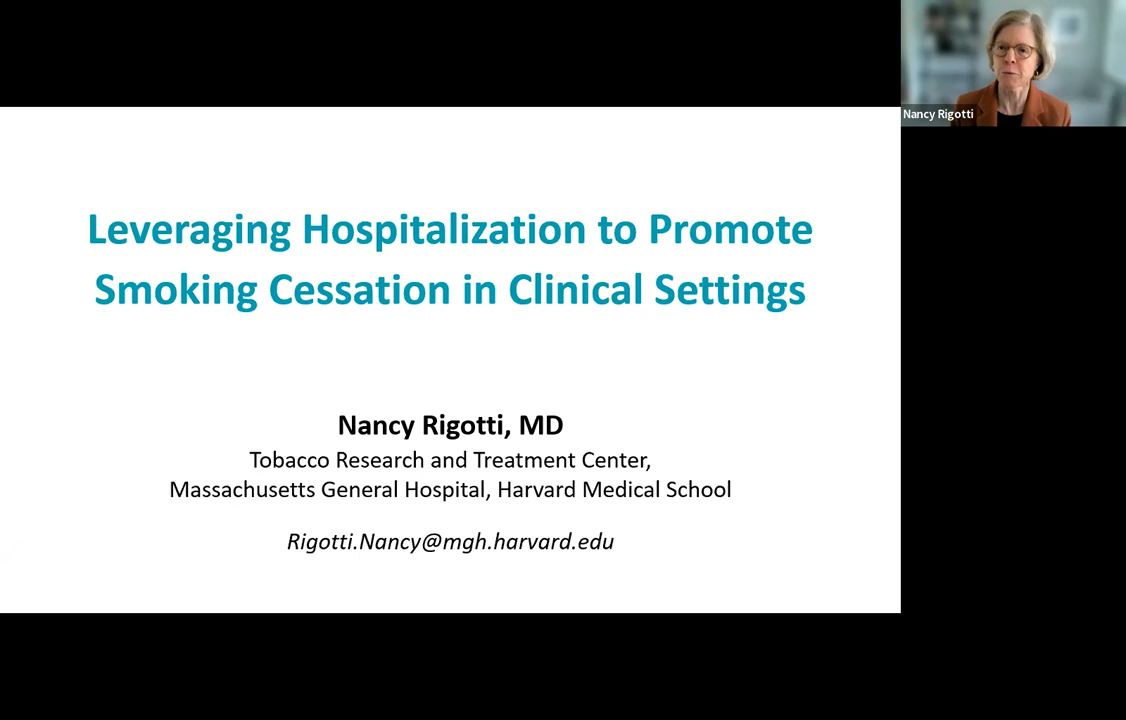 Nancy Rigotti
Leveraging Hospitalization to Promote
Smoking Cessation in Clinical Settings
Nancy Rigotti, MD
Tobacco Research and Treatment Center,
Massachusetts General Hospital, Harvard Medical School
Rigotti.Nancy@mgh.harvard.edu